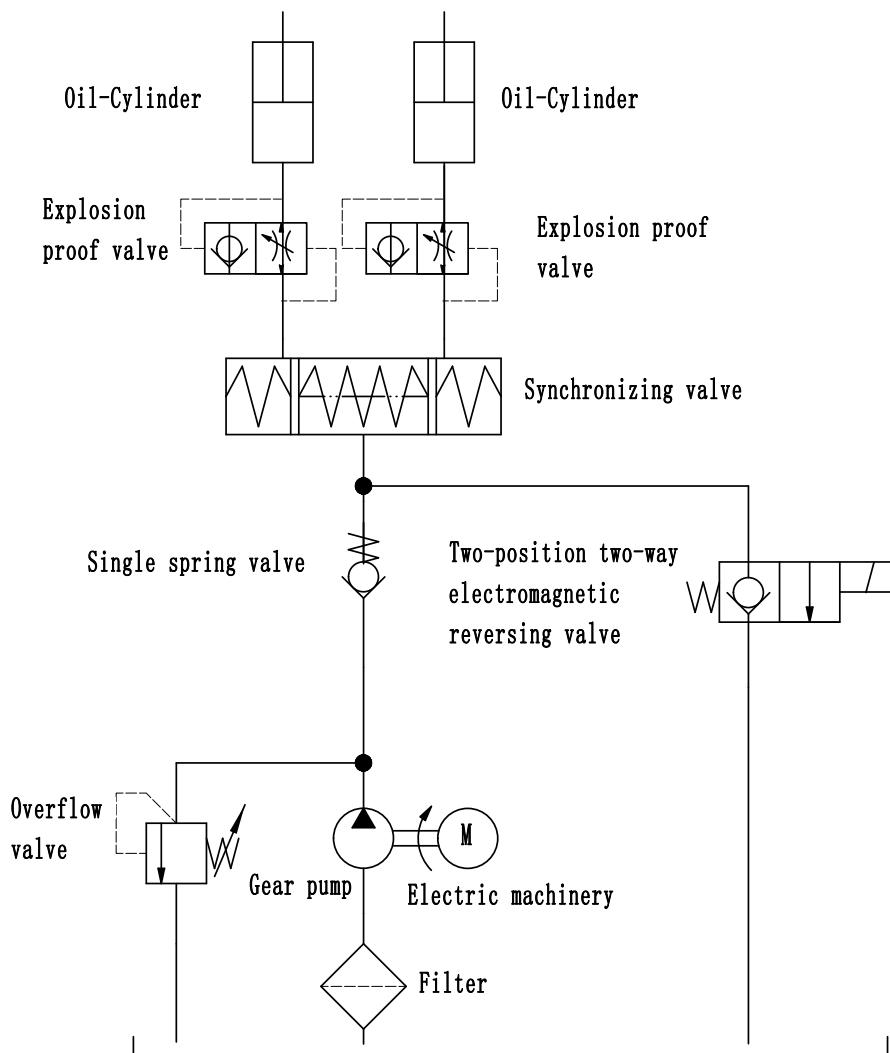 Oil-Cylinder
Oil-Cylinder
Explosion
proof valve
Explosion proof
valve
Synchronizing valve
Single spring valve
Two-position two-way
electromagnetic
reversing valve
Overflow
valve
M
Gear pump
Electric machinery
Filter